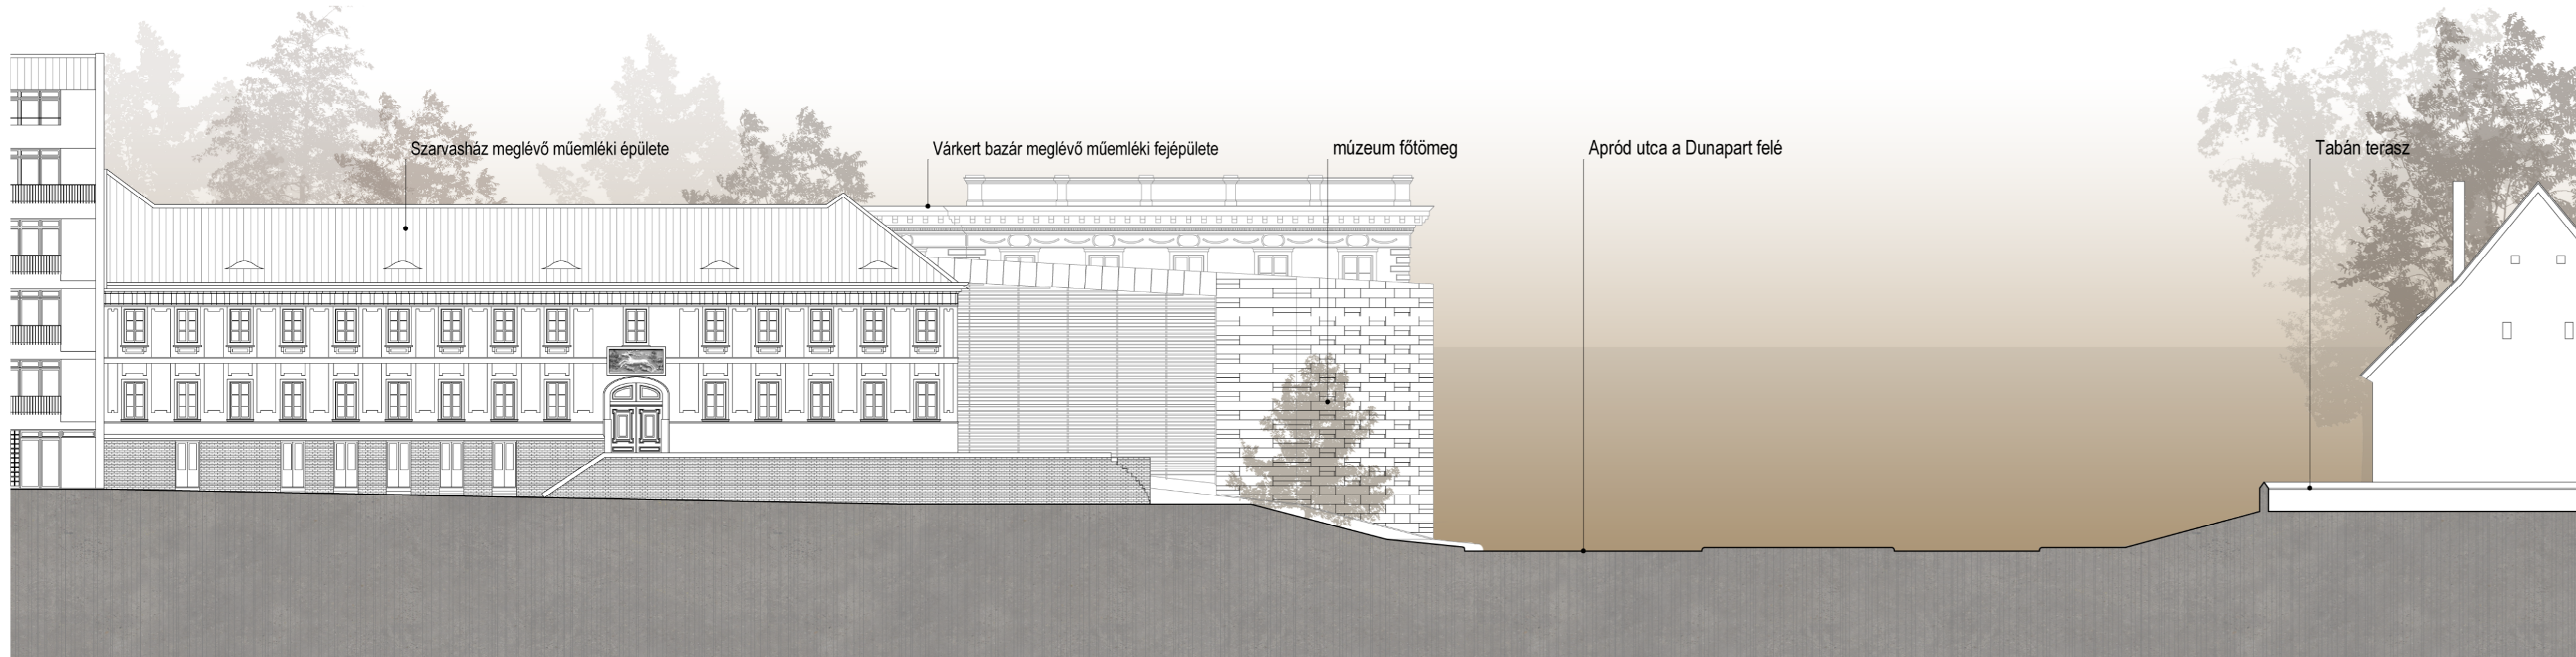 Szarvasház meglévő műemléki épülete
Várkert bazár meglévő műemléki fejépülete
múzeum főtömeg
Apród utca a Dunapart felé
Tabán terasz